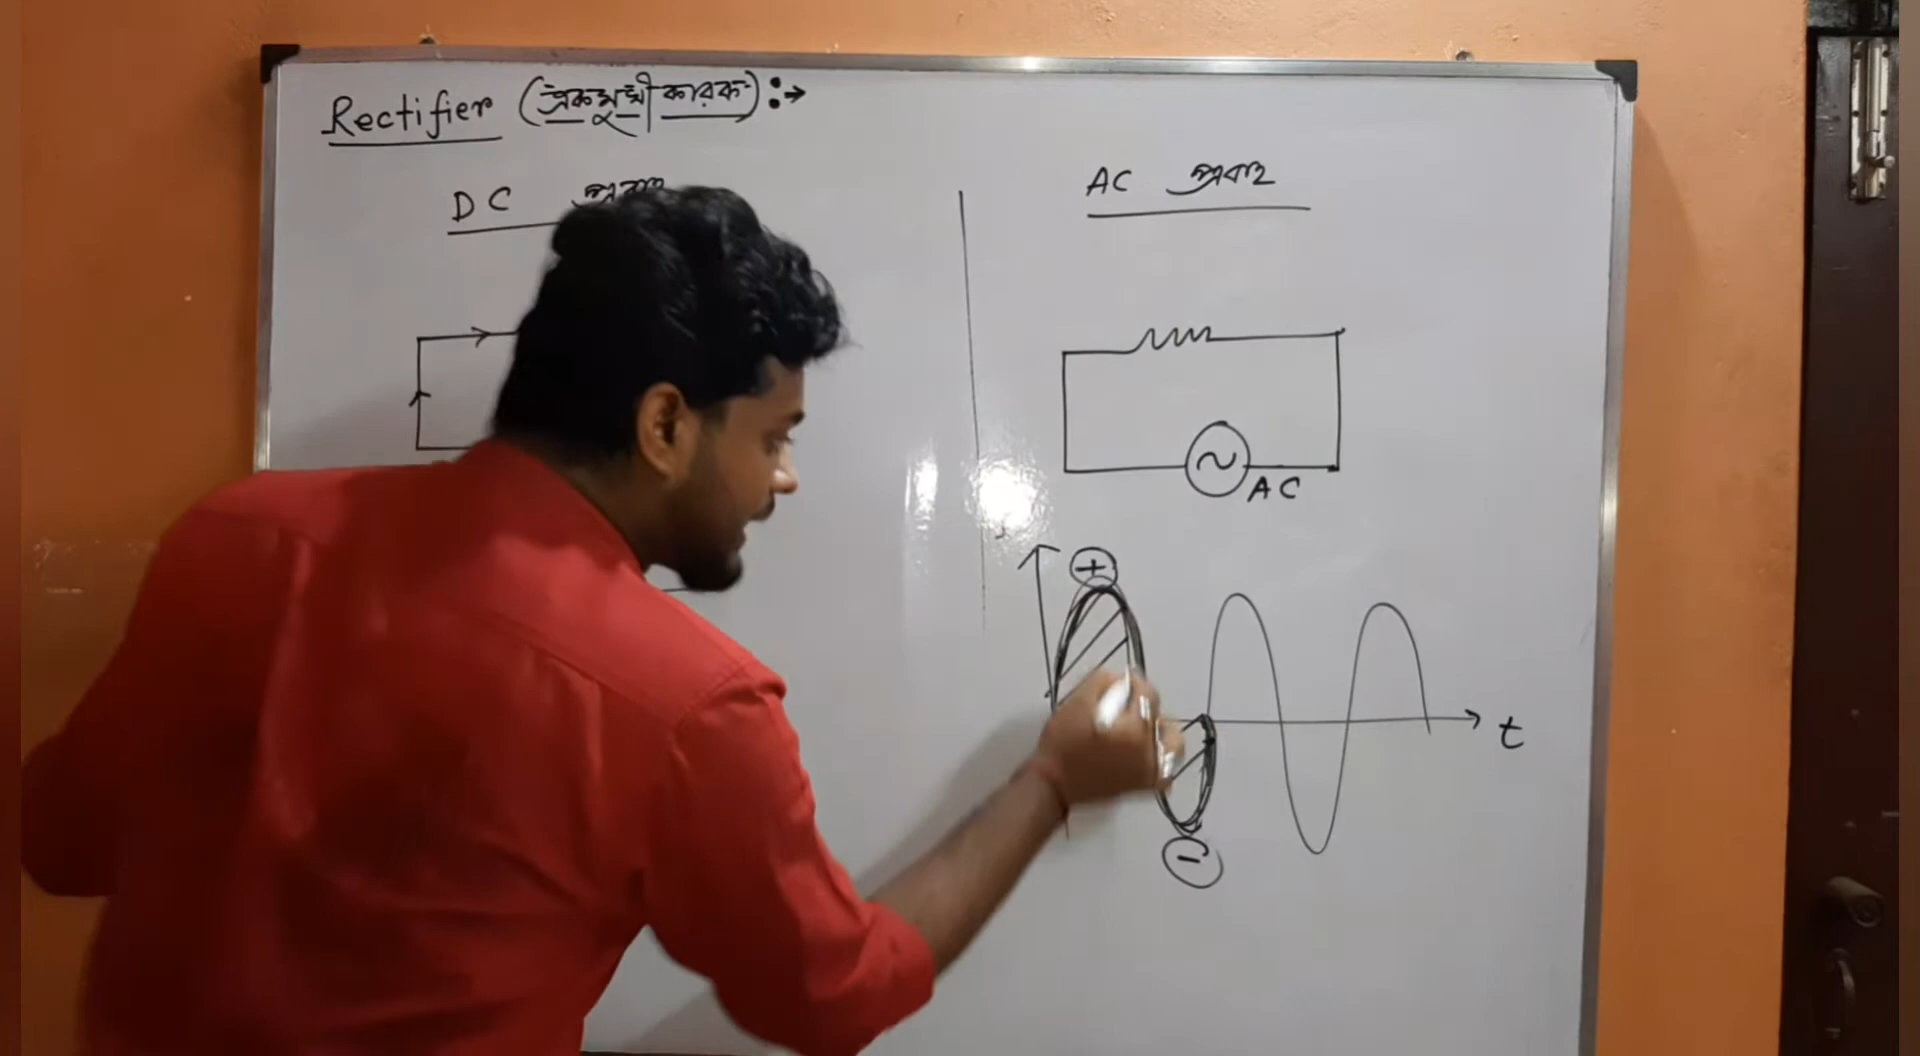 Rectifier (একমুখীকারক):→
DC প্রবাহ
AC প্রবাহ
~
AC
+
t
-